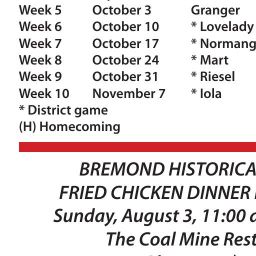 Week 5 October 3 Granger
Week 6 October 10 * Lovelady
Week 7 October 17 * Normang
Week 8 October 24 * Mart
Week 9 October 31 * Riesel
Week 10 November 7 * Iola
* District game
(H) Homecoming
BREMOND HISTORICA
FRIED CHICKEN DINNER
Sunday, August 3, 11:00 a
The Coal Mine Rest